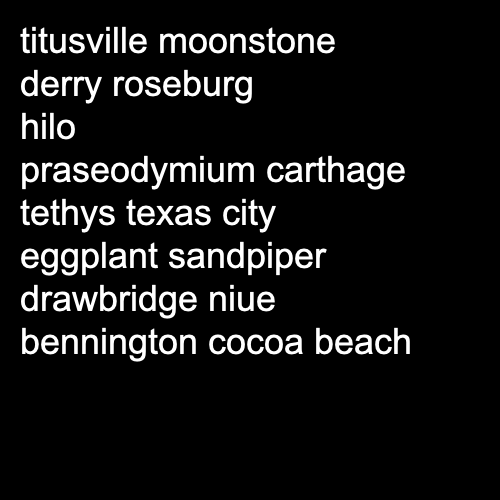 titusville moonstone
derry roseburg
hilo
praseodymium carthage
tethys texas city
eggplant sandpiper
drawbridge niue
bennington cocoa beach